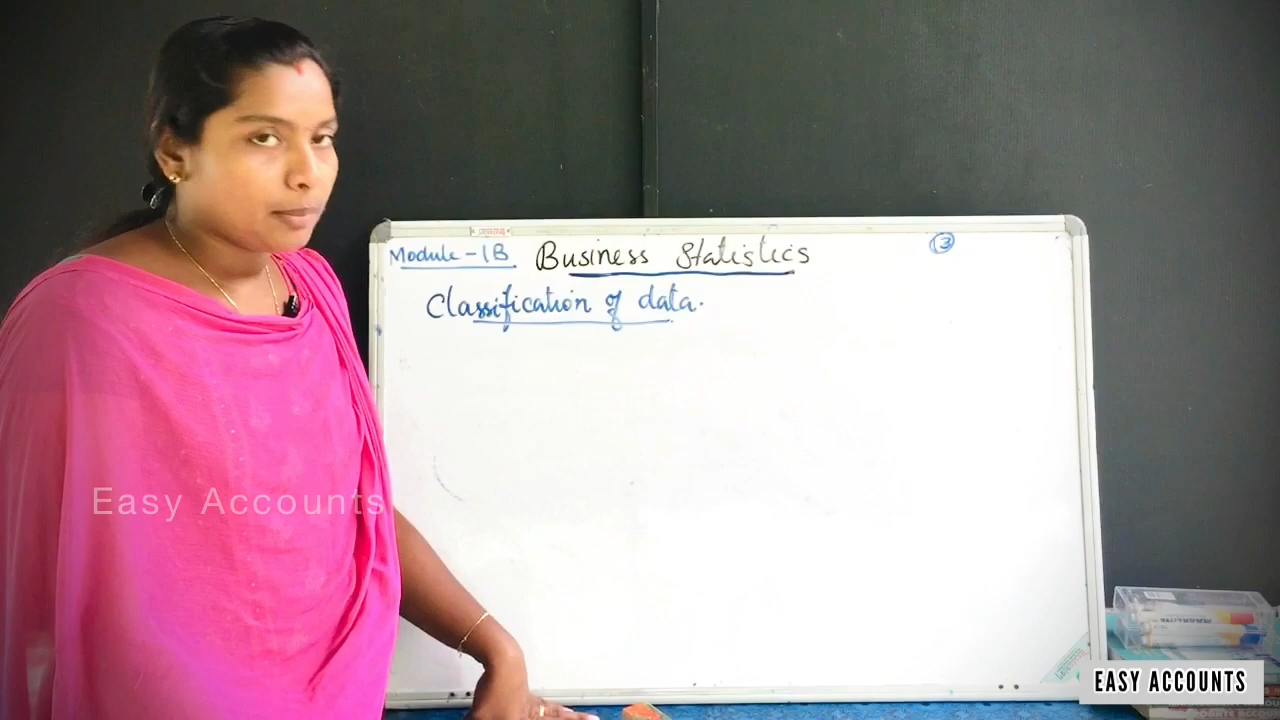 Module - 1B Business Statistics ③
Classification of data.
Easy Accounts
EASY ACCOUNTS